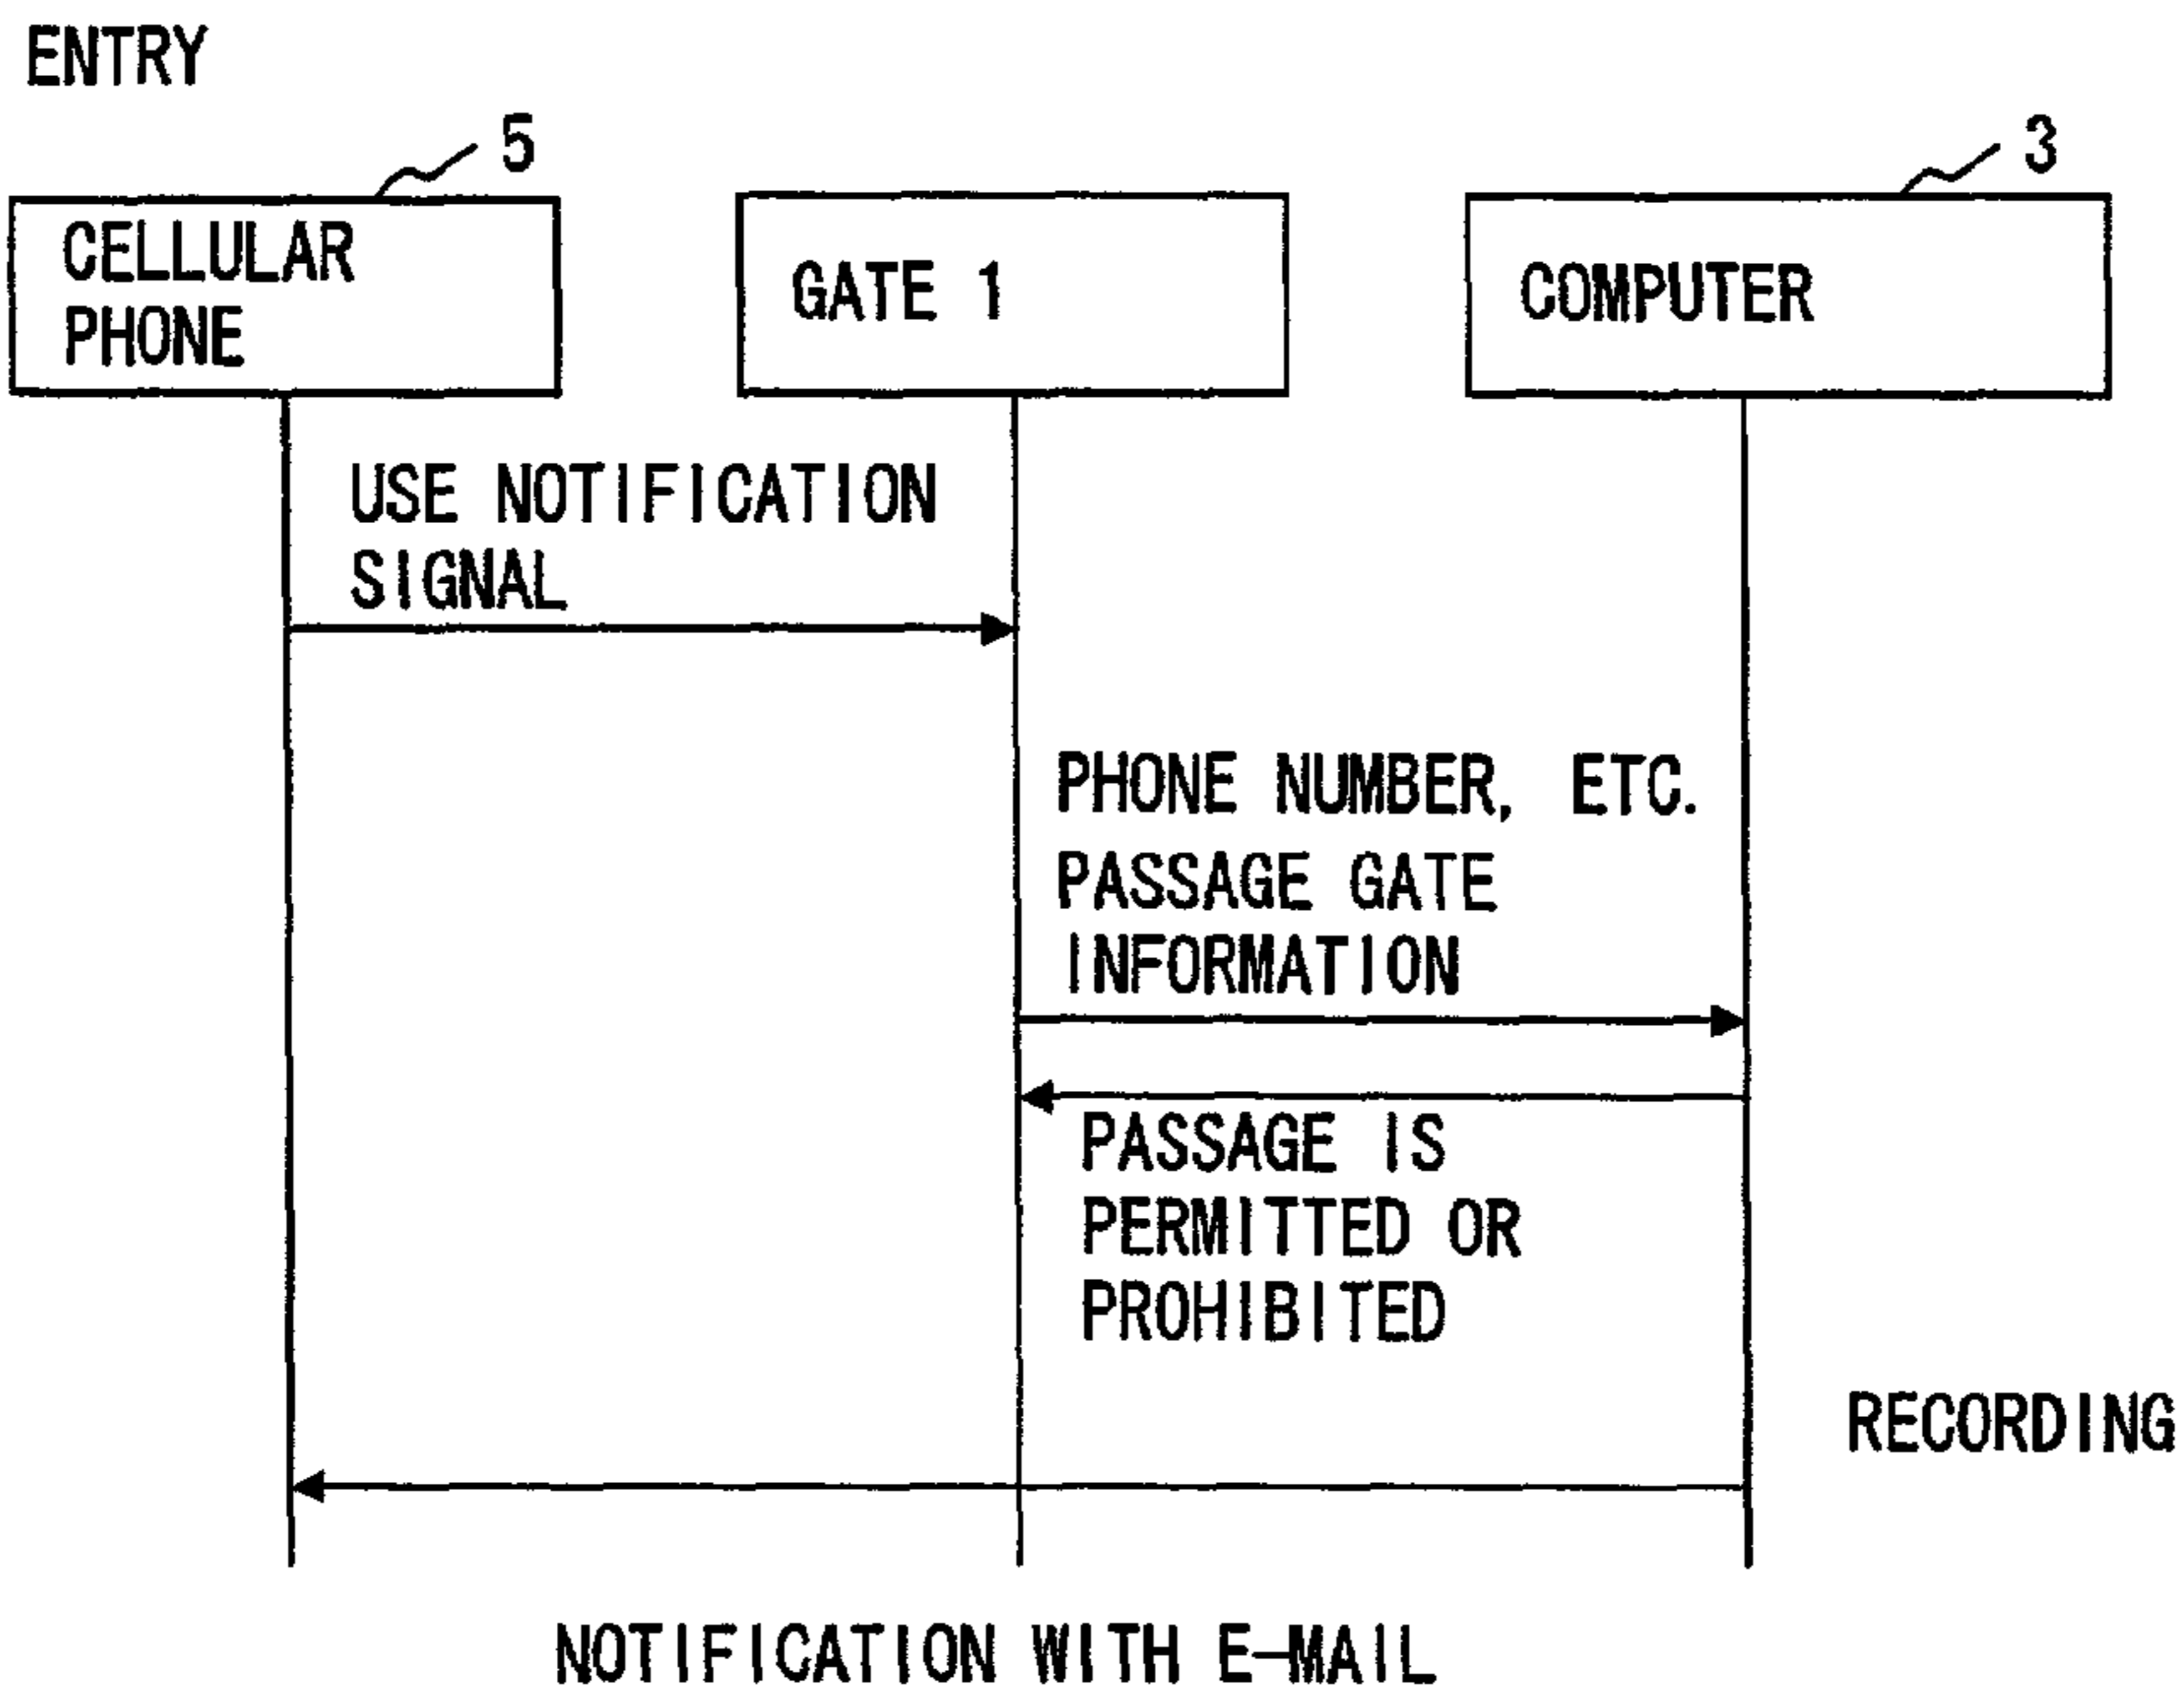 ENTRY
5
3
CELLULAR
PHONE
GATE 1
COMPUTER
USE NOTIFICATION
SIGNAL
PHONE NUMBER, ETC.
PASSAGE GATE
INFORMATION
PASSAGE IS
PERMITTED OR
PROHIBITED
RECORDING
NOTIFICATION WITH E-MAIL